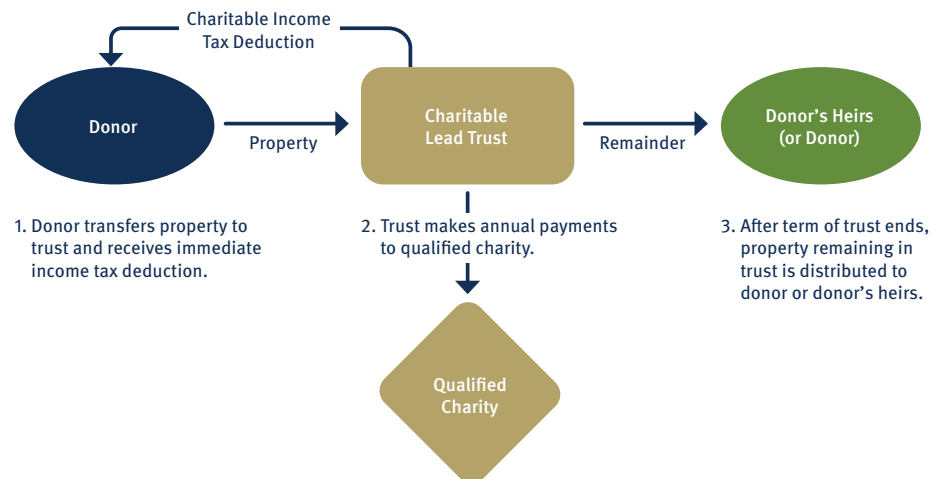 Charitable Income
Tax Deduction
Donor
Property
Charitable
Lead Trust
Remainder
Donor's Heirs
(or Donor)
1. Donor transfers property to
trust and receives immediate
income tax deduction.
2. Trust makes annual payments
to qualified charity.
3. After term of trust ends,
property remaining in
trust is distributed to
donor or donor's heirs.
Qualified
Charity